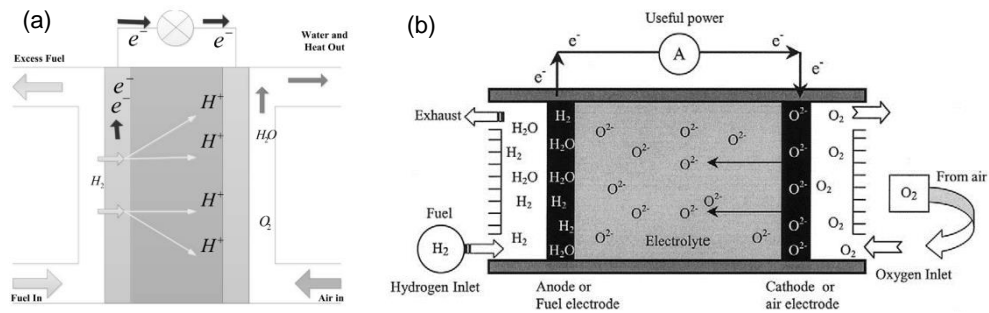 (a)
e⁻
e⁻
Water and
Heat Out
Excess Fuel
e⁻
e⁻
H⁺
H⁺
H⁺
H⁺
H₂
H₂O
O₂
Fuel In
Air in
(b)
Useful power
A
e⁻
e⁻
e⁻
e⁻
Exhaust
H₂O
H₂
H₂O
H₂
H₂
H₂
H₂O
H₂O
H₂
H₂
H₂O
O²⁻
O²⁻
O²⁻
O²⁻
O²⁻
O²⁻
O²⁻
O²⁻
O²⁻
O²⁻
O²⁻
O²⁻
O²⁻
Electrolyte
O²⁻
O²⁻
O²⁻
O²⁻
O²⁻
O₂
O₂
O₂
O₂
O₂
From air
O₂
Fuel
H₂
Hydrogen Inlet
Oxygen Inlet
Anode or
Fuel electrode
Cathode or
air electrode